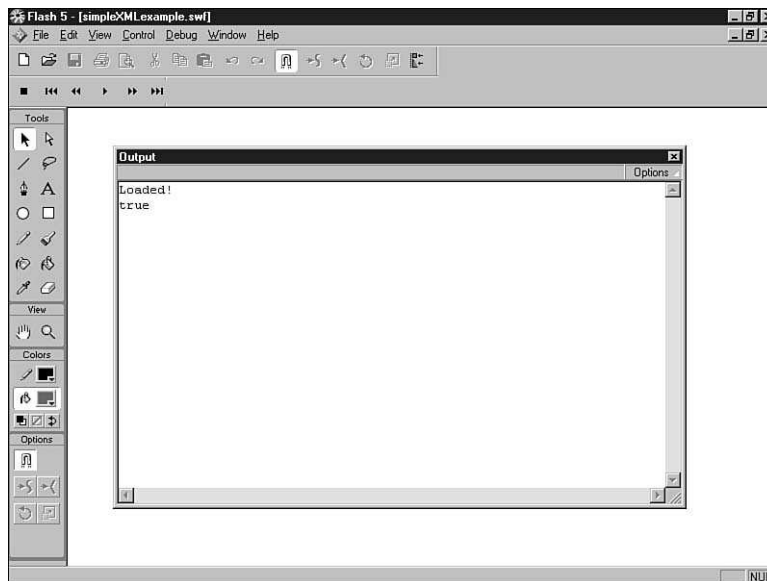 Flash 5 - [simpleXMLexample.swf]
File Edit View Control Debug Window Help
Tools
Output
Options
Loaded!
true
A
View
Colors
Options